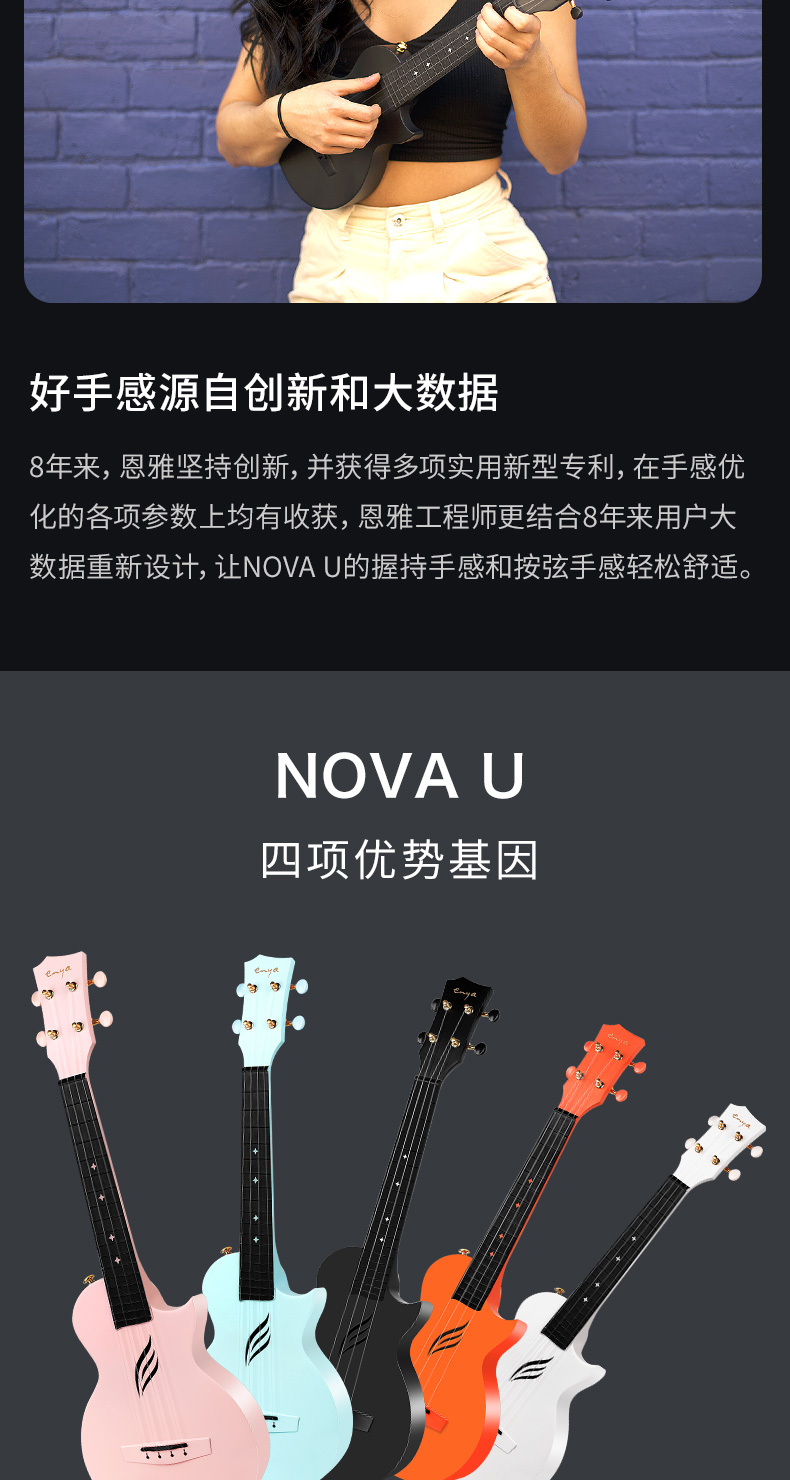 好手感源自创新和大数据
8年来, 恩雅坚持创新, 并获得多项实用新型专利, 在手感优
化的各项参数上均有收获, 恩雅工程师更结合8年来用户大
数据重新设计, 让NOVA U的握持手感和按弦手感轻松舒适。
NOVA U
四项优势基因
enya
enya
enya
enya
enya